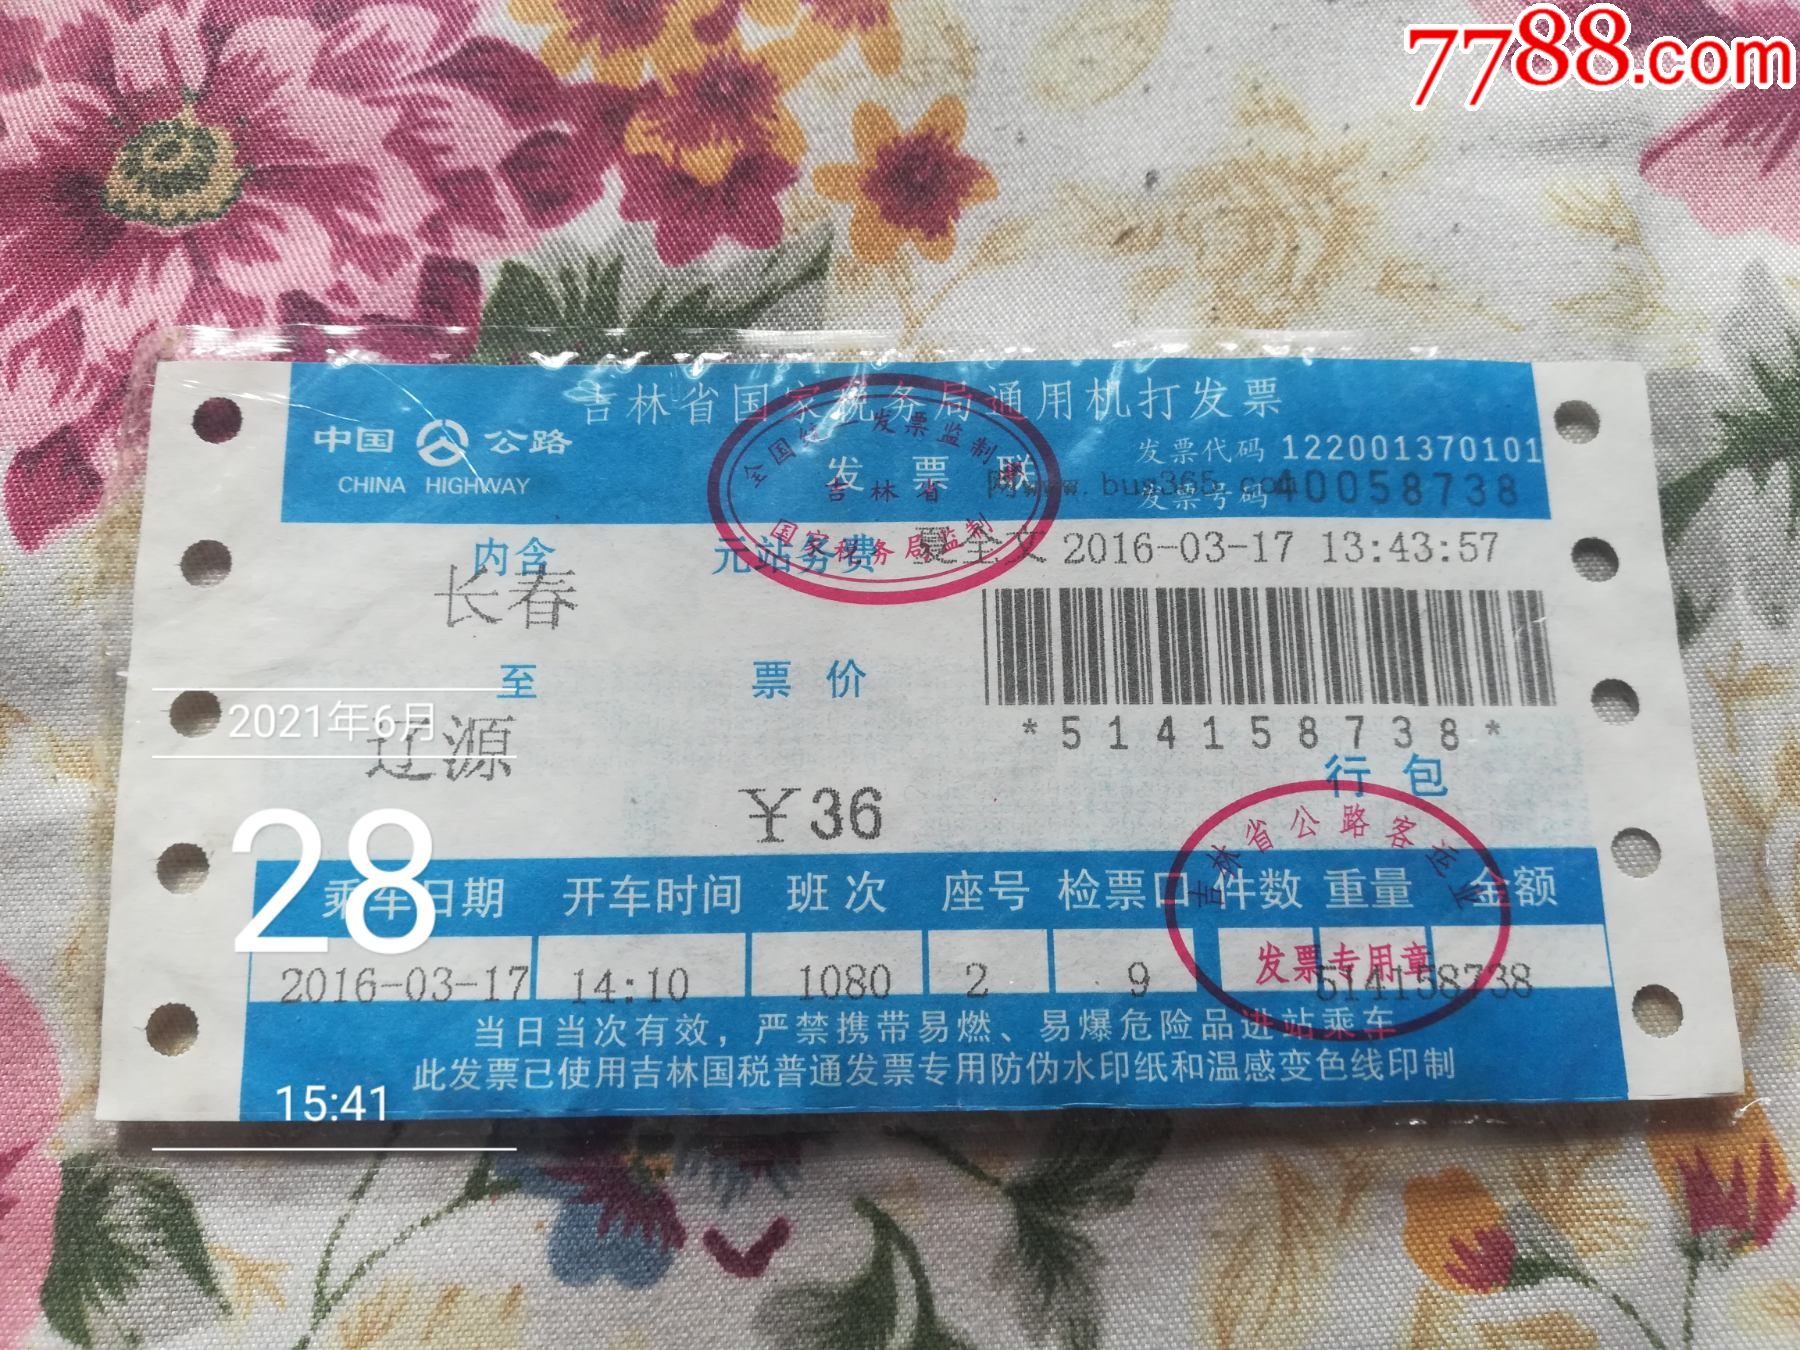 7788.com
吉林省国家税务局通用机打发票
中国 公路
CHINA HIGHWAY
发票联
发票代码 122001370101
www.bus365.com
发票号码 40058738
全国统一发票监制章
吉林省
国家税务局监制
内含 元站务费 全文 2016-03-17 13:43:57
长春
至 票价
*514158738*
辽源
2021年6月
行包
¥36
28
吉林省公路客运业
发票专用章
乘车日期 开车时间 班次 座号 检票口 件数 重量 金额
2016-03-17 14:10 1080 2 9 514158738
当日当次有效，严禁携带易燃、易爆危险品进站乘车
此发票已使用吉林国税普通发票专用防伪水印纸和温感变色线印制
15:41